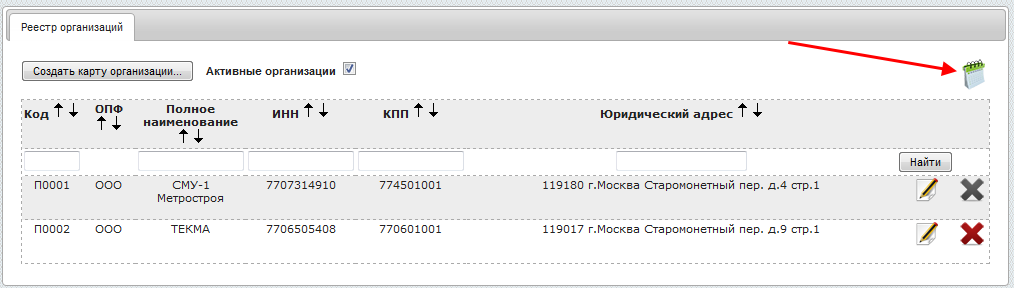 Реестр организаций
Создать карту организации... Активные организации
Код ОПФ Полное наименование ИНН КПП Юридический адрес
Найти
П0001 ООО СМУ-1 Метростроя 7707314910 774501001 119180 г.Москва Старомонетный пер. д.4 стр.1
П0002 ООО ТЕКМА 7706505408 770601001 119017 г.Москва Старомонетный пер. д.9 стр.1